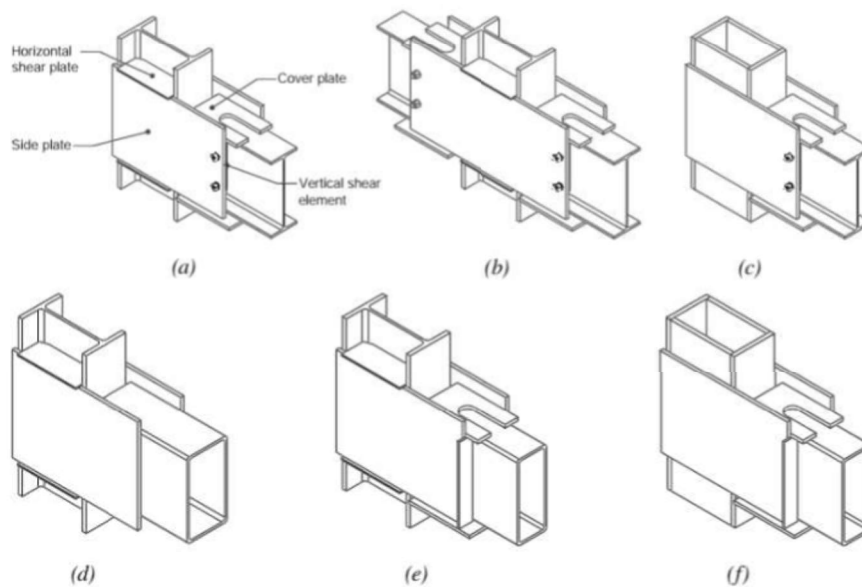 Horizontal
shear plate
Cover plate
Side plate
Vertical shear
element
(a)
(b)
(c)
(d)
(e)
(f)